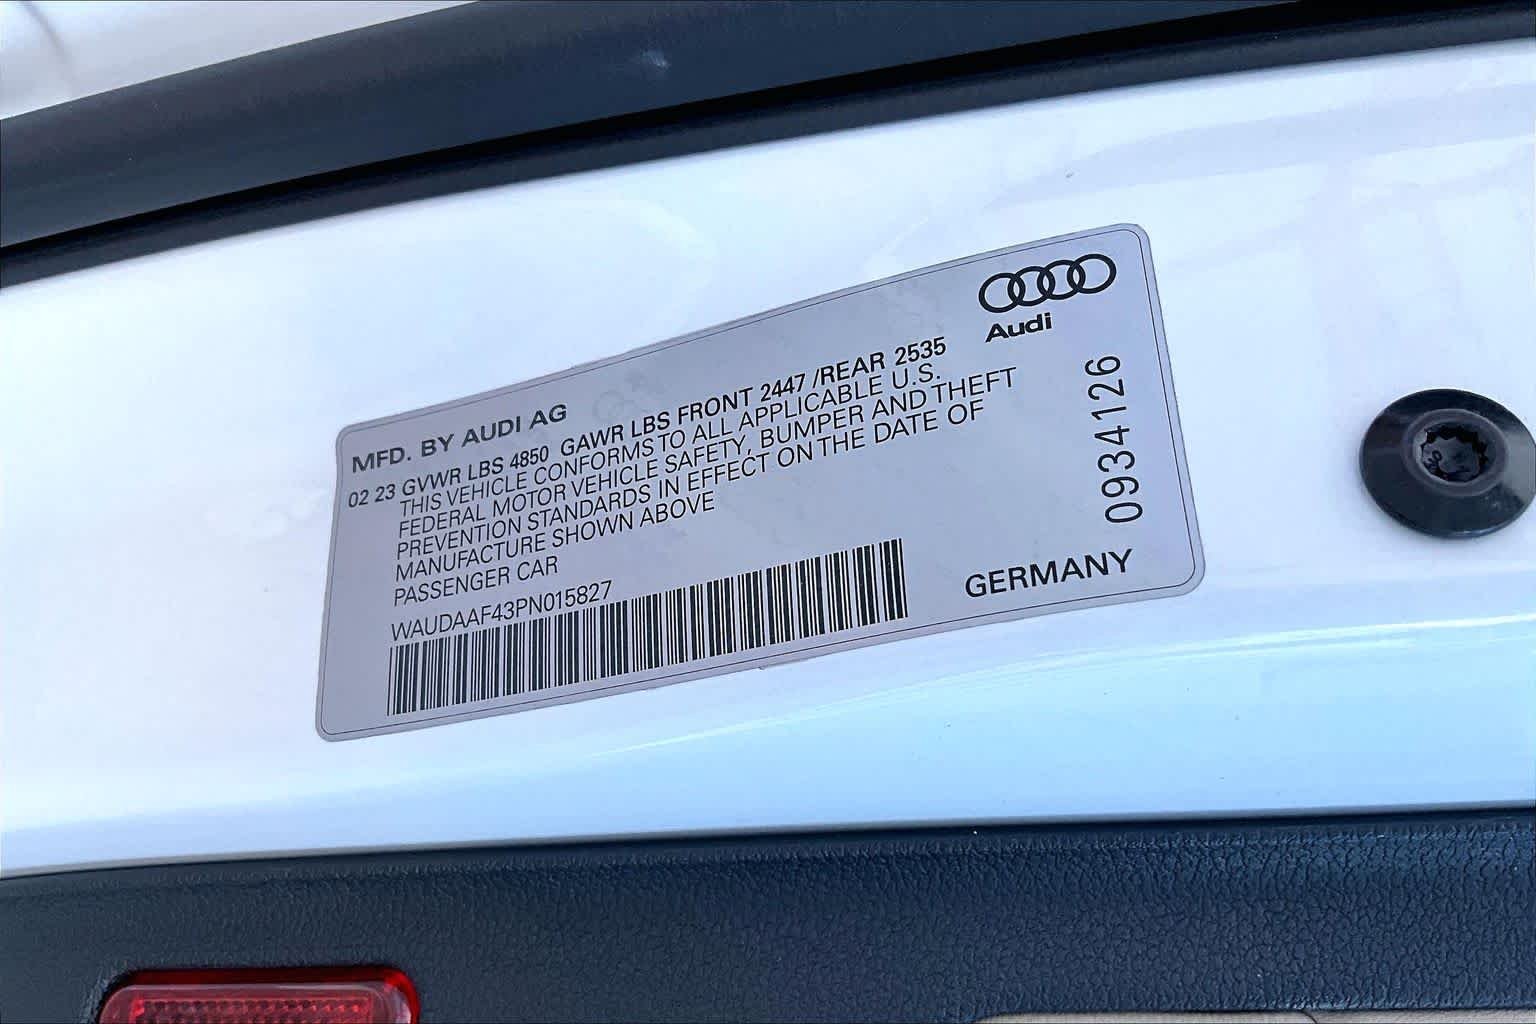 Audi
MFD. BY AUDI AG
02 23 GVWR LBS 4850 GAWR LBS FRONT 2447 /REAR 2535
THIS VEHICLE CONFORMS TO ALL APPLICABLE U.S.
FEDERAL MOTOR VEHICLE SAFETY, BUMPER AND THEFT
PREVENTION STANDARDS IN EFFECT ON THE DATE OF
MANUFACTURE SHOWN ABOVE
PASSENGER CAR
WAUDAAF43PN015827
GERMANY
0934126